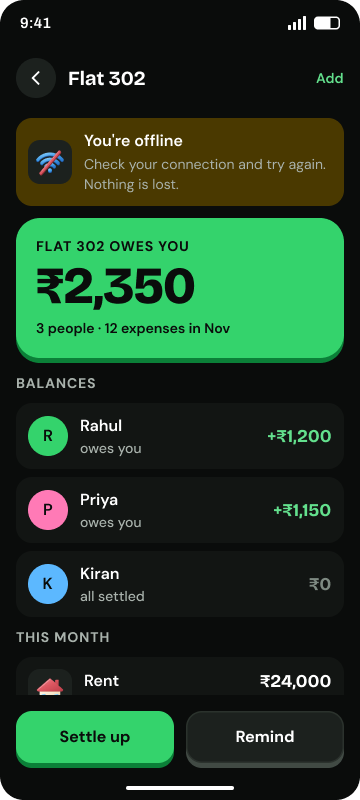 9:41
Flat 302
Add
You're offline
Check your connection and try again.
Nothing is lost.
FLAT 302 OWES YOU
₹2,350
3 people · 12 expenses in Nov
BALANCES
R
Rahul
owes you
+₹1,200
P
Priya
owes you
+₹1,150
K
Kiran
all settled
₹0
THIS MONTH
Rent
₹24,000
Settle up
Remind